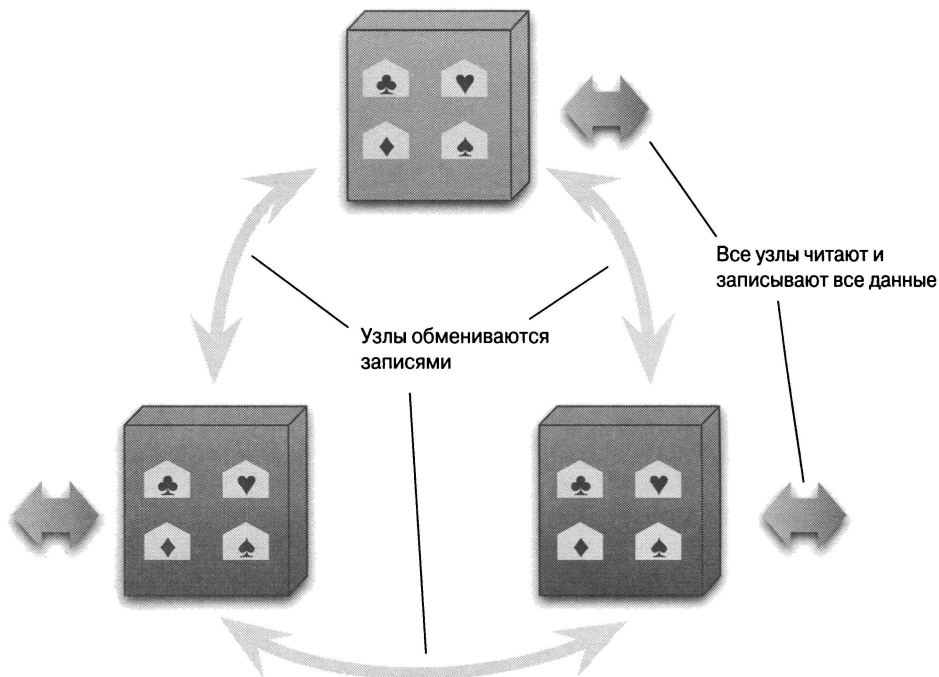 Все узлы читают и
записывают все данные
Узлы обмениваются
записями